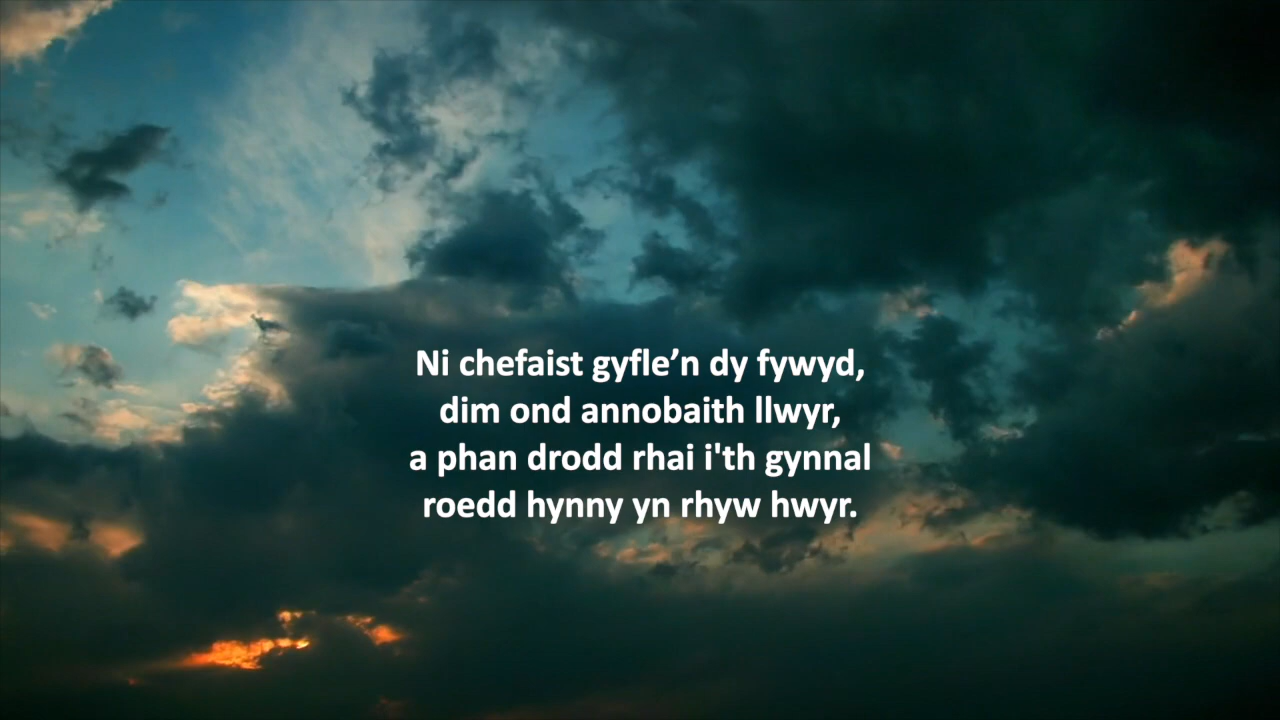 Ni chefaist gyfle’n dy fywyd,
dim ond annobaith llwyr,
a phan drodd rhai i'th gynnal
roedd hynny yn rhyw hwyr.